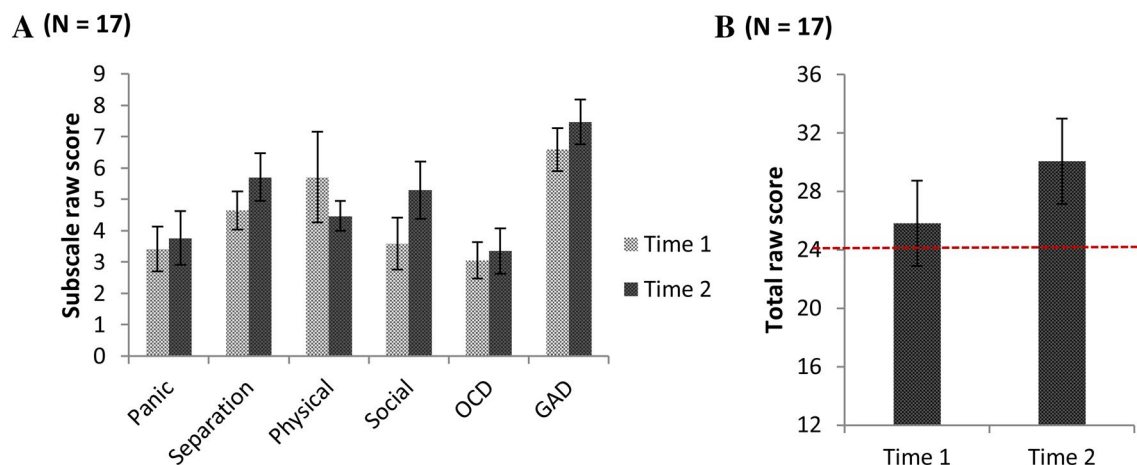 A (N = 17)
Subscale raw score
9
8
7
6
5
4
3
2
1
0
Panic
Separation
Physical
Social
OCD
GAD
Time 1
Time 2
B (N = 17)
Total raw score
36
32
28
24
20
16
12
Time 1
Time 2